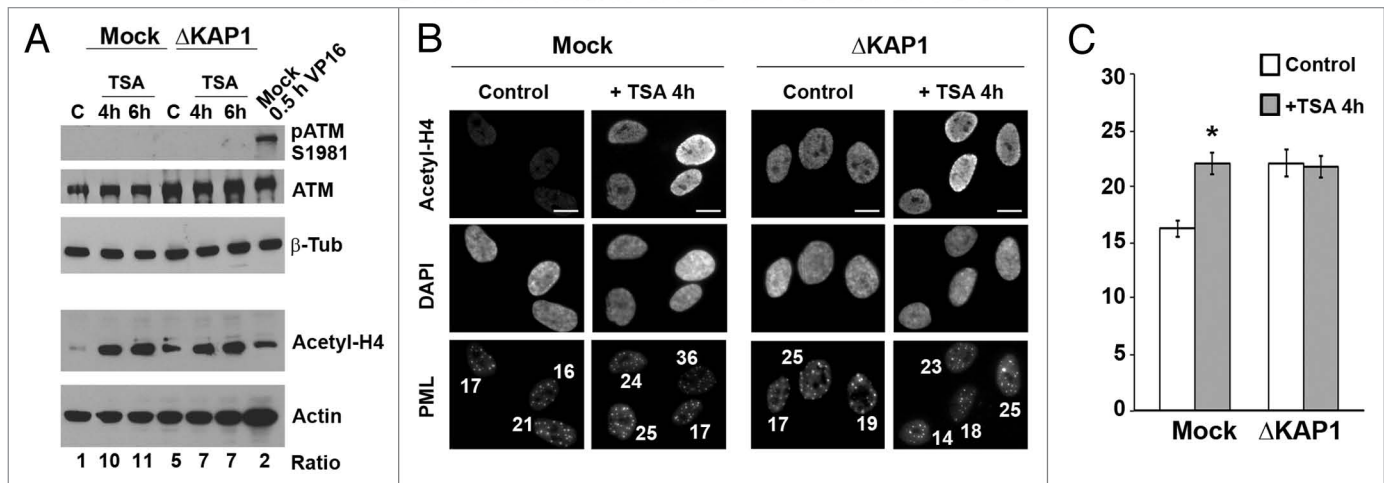 A
Mock ΔKAP1
TSA TSA
C 4h 6h C 4h 6h Mock 0.5 h VP16
pATM
S1981
ATM
β-Tub
Acetyl-H4
Actin
1 10 11 5 7 7 2 Ratio
B
Mock ΔKAP1
Control + TSA 4h Control + TSA 4h
Acetyl-H4
DAPI
PML
17 16 21
24 36 25 17
25 17 19
23 25 14 18
C
Control
+TSA 4h
30
25
22
20
15
10
5
0
*
Mock ΔKAP1